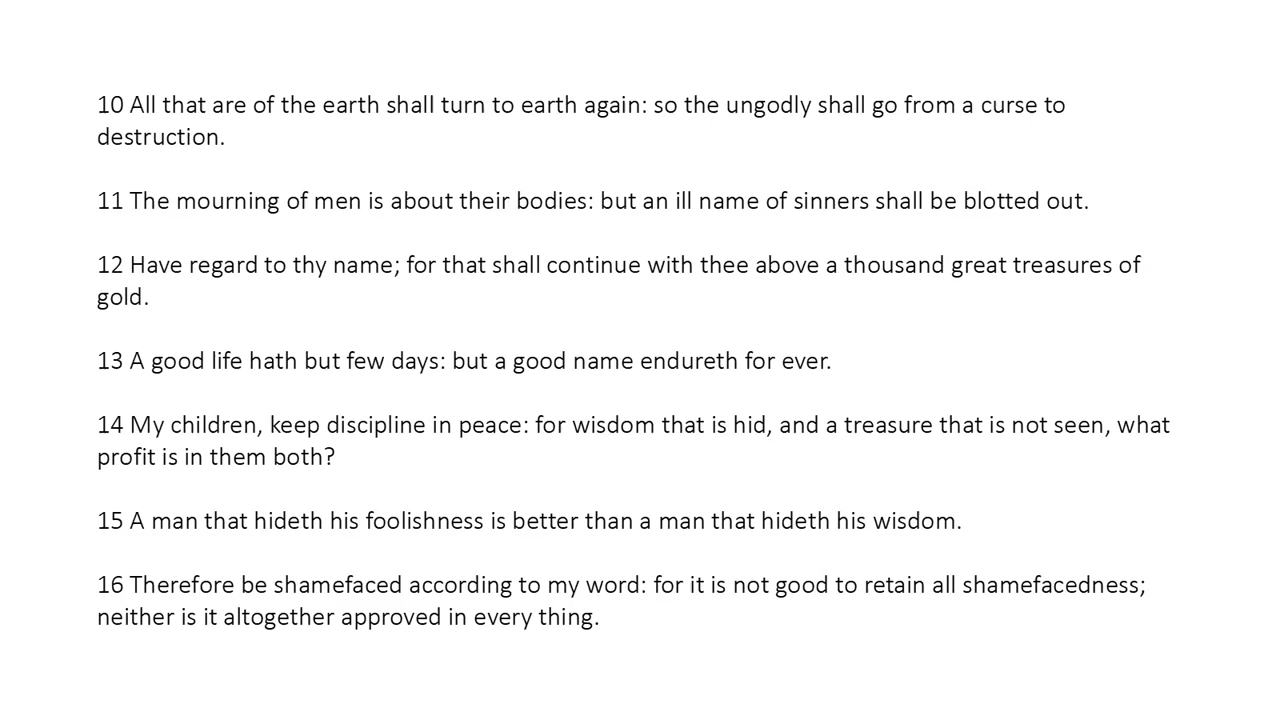 10 All that are of the earth shall turn to earth again: so the ungodly shall go from a curse to
destruction.
11 The mourning of men is about their bodies: but an ill name of sinners shall be blotted out.
12 Have regard to thy name; for that shall continue with thee above a thousand great treasures of
gold.
13 A good life hath but few days: but a good name endureth for ever.
14 My children, keep discipline in peace: for wisdom that is hid, and a treasure that is not seen, what
profit is in them both?
15 A man that hideth his foolishness is better than a man that hideth his wisdom.
16 Therefore be shamefaced according to my word: for it is not good to retain all shamefacedness;
neither is it altogether approved in every thing.